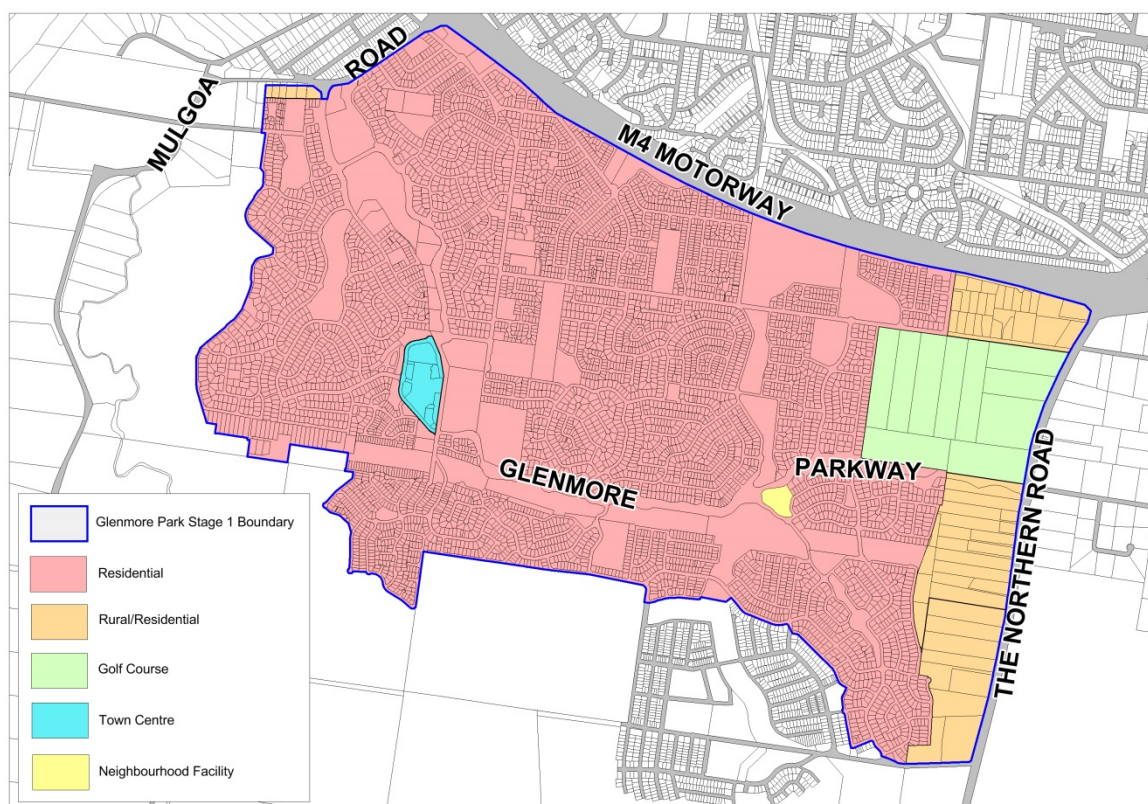 MULGOA ROAD
M4 MOTORWAY
GLENMORE PARKWAY
THE NORTHERN ROAD
Glenmore Park Stage 1 Boundary
Residential
Rural/Residential
Golf Course
Town Centre
Neighbourhood Facility